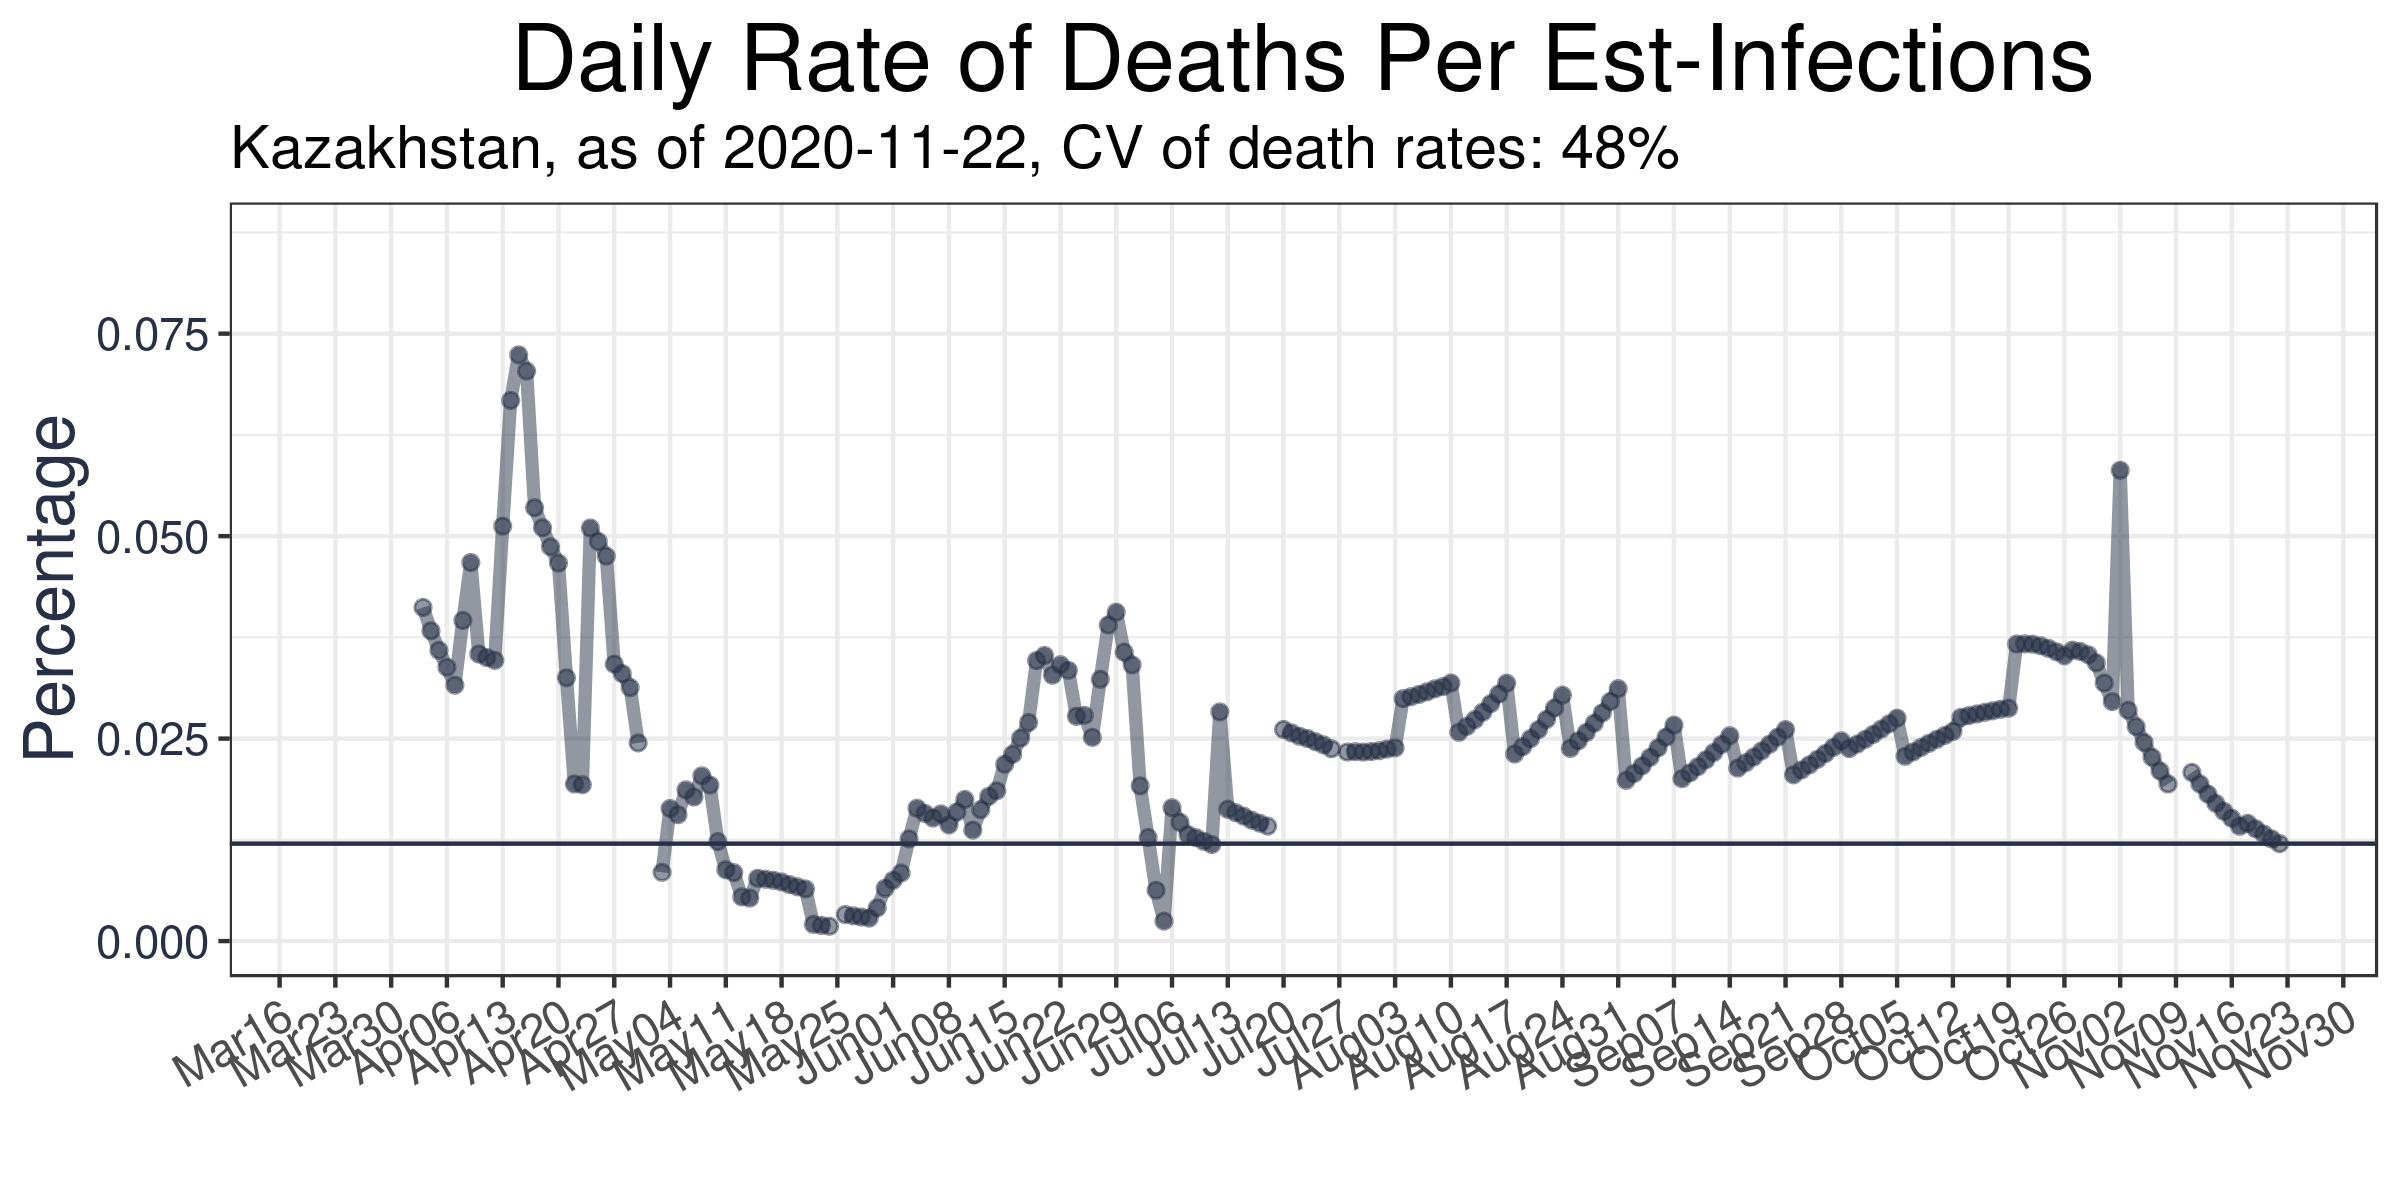 Daily Rate of Deaths Per Est-Infections
Kazakhstan, as of 2020-11-22, CV of death rates: 48%
Percentage
0.075
0.050
0.025
0.000
Mar16
Mar23
Mar30
Apr06
Apr13
Apr20
Apr27
May04
May11
May18
May25
Jun01
Jun08
Jun15
Jun22
Jun29
Jul06
Jul13
Jul20
Jul27
Aug03
Aug10
Aug17
Aug24
Aug31
Sep07
Sep14
Sep21
Sep28
Oct05
Oct12
Oct19
Oct26
Nov02
Nov09
Nov16
Nov23
Nov30